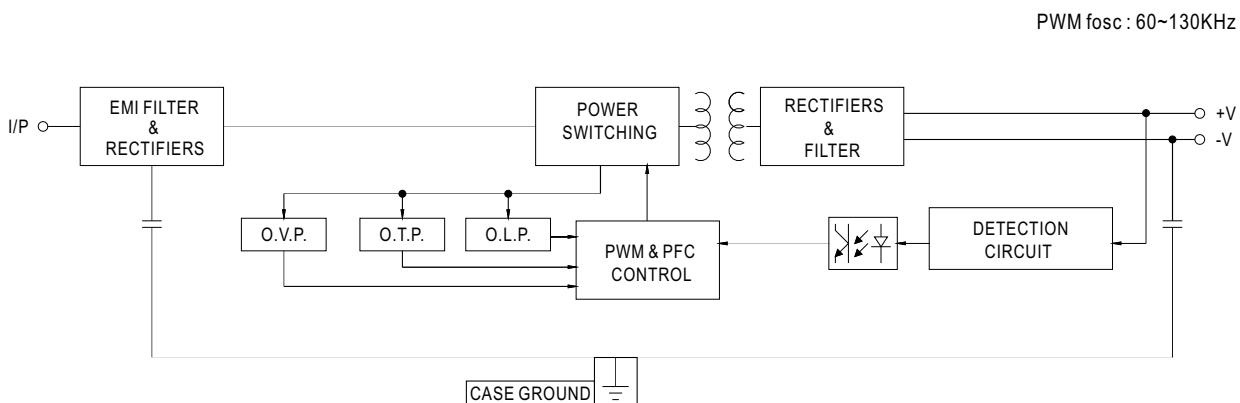 PWM fosc : 60~130KHz
I/P
EMI FILTER
&
RECTIFIERS
POWER
SWITCHING
RECTIFIERS
&
FILTER
+V
-V
O.V.P.
O.T.P.
O.L.P.
PWM & PFC
CONTROL
DETECTION
CIRCUIT
CASE GROUND